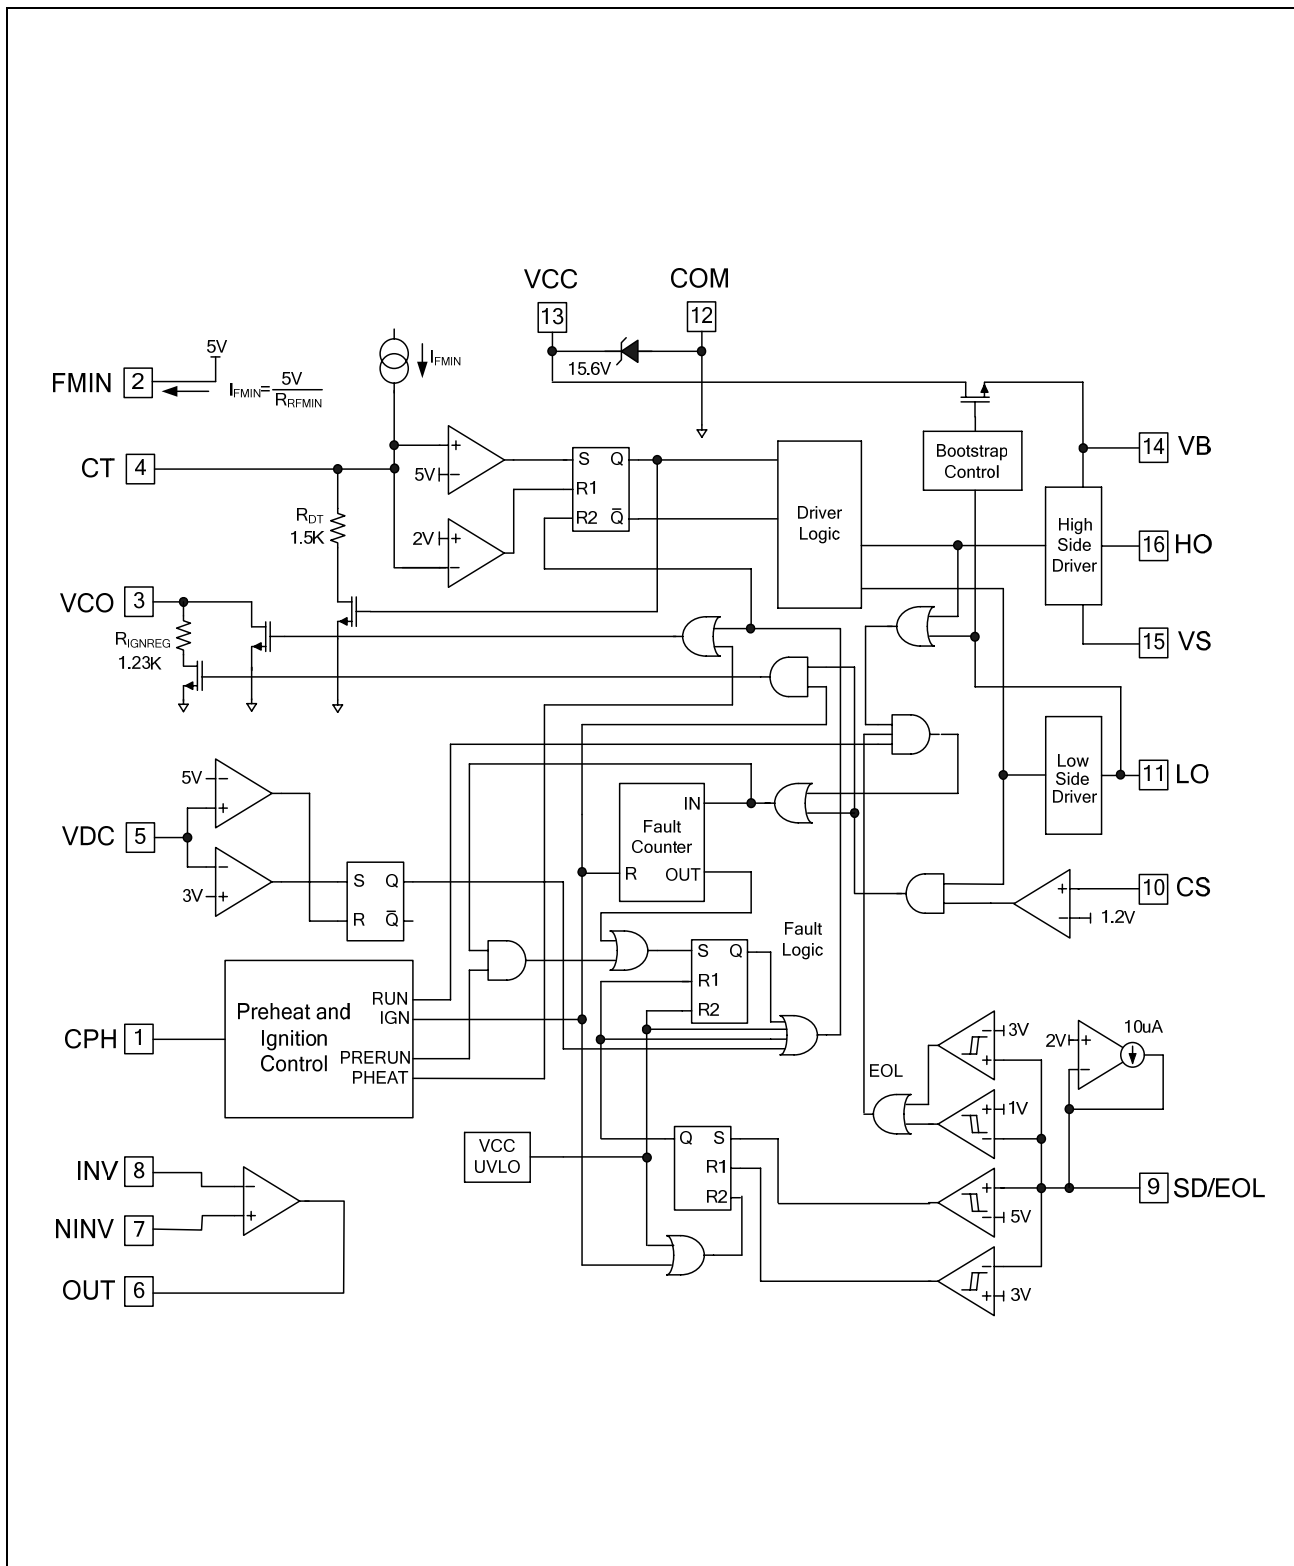 VCC
COM
13
12
15.6V
5V
FMIN 2
IFMIN= 5V
RRFMIN
IFMIN
CT 4
RDT
1.5K
+
5V −
2V +
−
S Q
R1
R2 Q̅
Driver
Logic
Bootstrap
Control
High
Side
Driver
14 VB
16 HO
15 VS
VCO 3
RIGNREG
1.23K
Low
Side
Driver
11 LO
VDC 5
5V −
+
−
3V +
S Q
R Q̅
IN
Fault
Counter
R OUT
+
−
1.2V
10 CS
Fault
Logic
S Q
R1
R2
CPH 1
Preheat and
Ignition
Control
RUN
IGN
PRERUN
PHEAT
EOL
− 3V
+
+ 1V
−
2V +
−
10uA
VCC
UVLO
Q S
R1
R2
+
− 5V
−
+ 3V
9 SD/EOL
INV 8
−
NINV 7
+
OUT 6